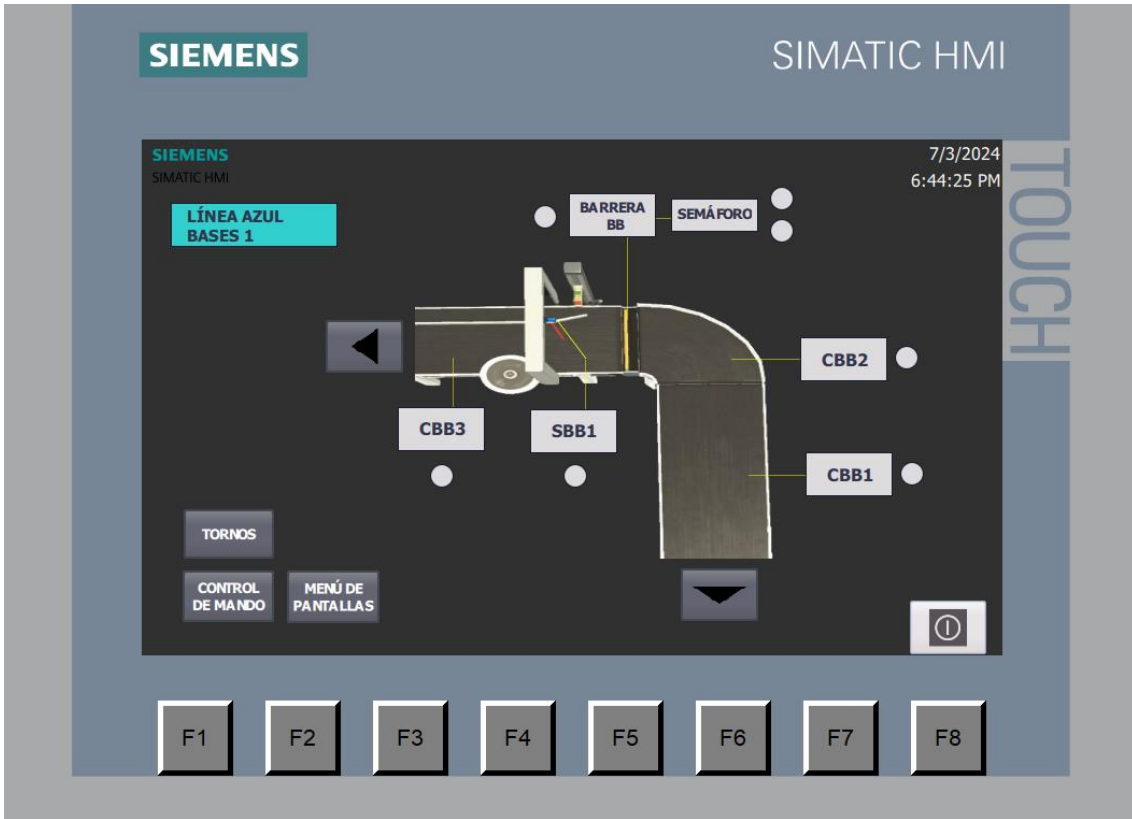 SIEMENS
SIMATIC HMI
TOUCH
SIEMENS
SIMATIC HMI
7/3/2024
6:44:25 PM
LÍNEA AZUL
BASES 1
BARRERA
BB
SEMÁFORO
CBB2
CBB3
SBB1
CBB1
TORNOS
CONTROL
DE MANDO
MENÚ DE
PANTALLAS
F1
F2
F3
F4
F5
F6
F7
F8